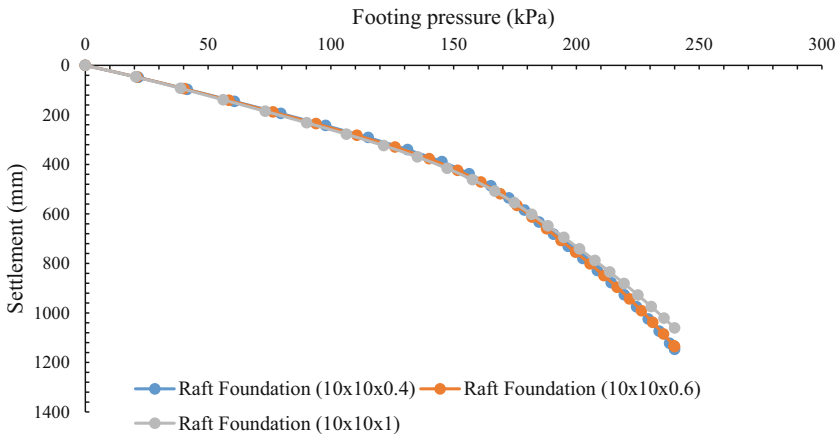 Footing pressure (kPa)
0 50 100 150 200 250 300
0
200
400
600
800
1000
1200
1400
Settlement (mm)
Raft Foundation (10x10x0.4) Raft Foundation (10x10x0.6)
Raft Foundation (10x10x1)